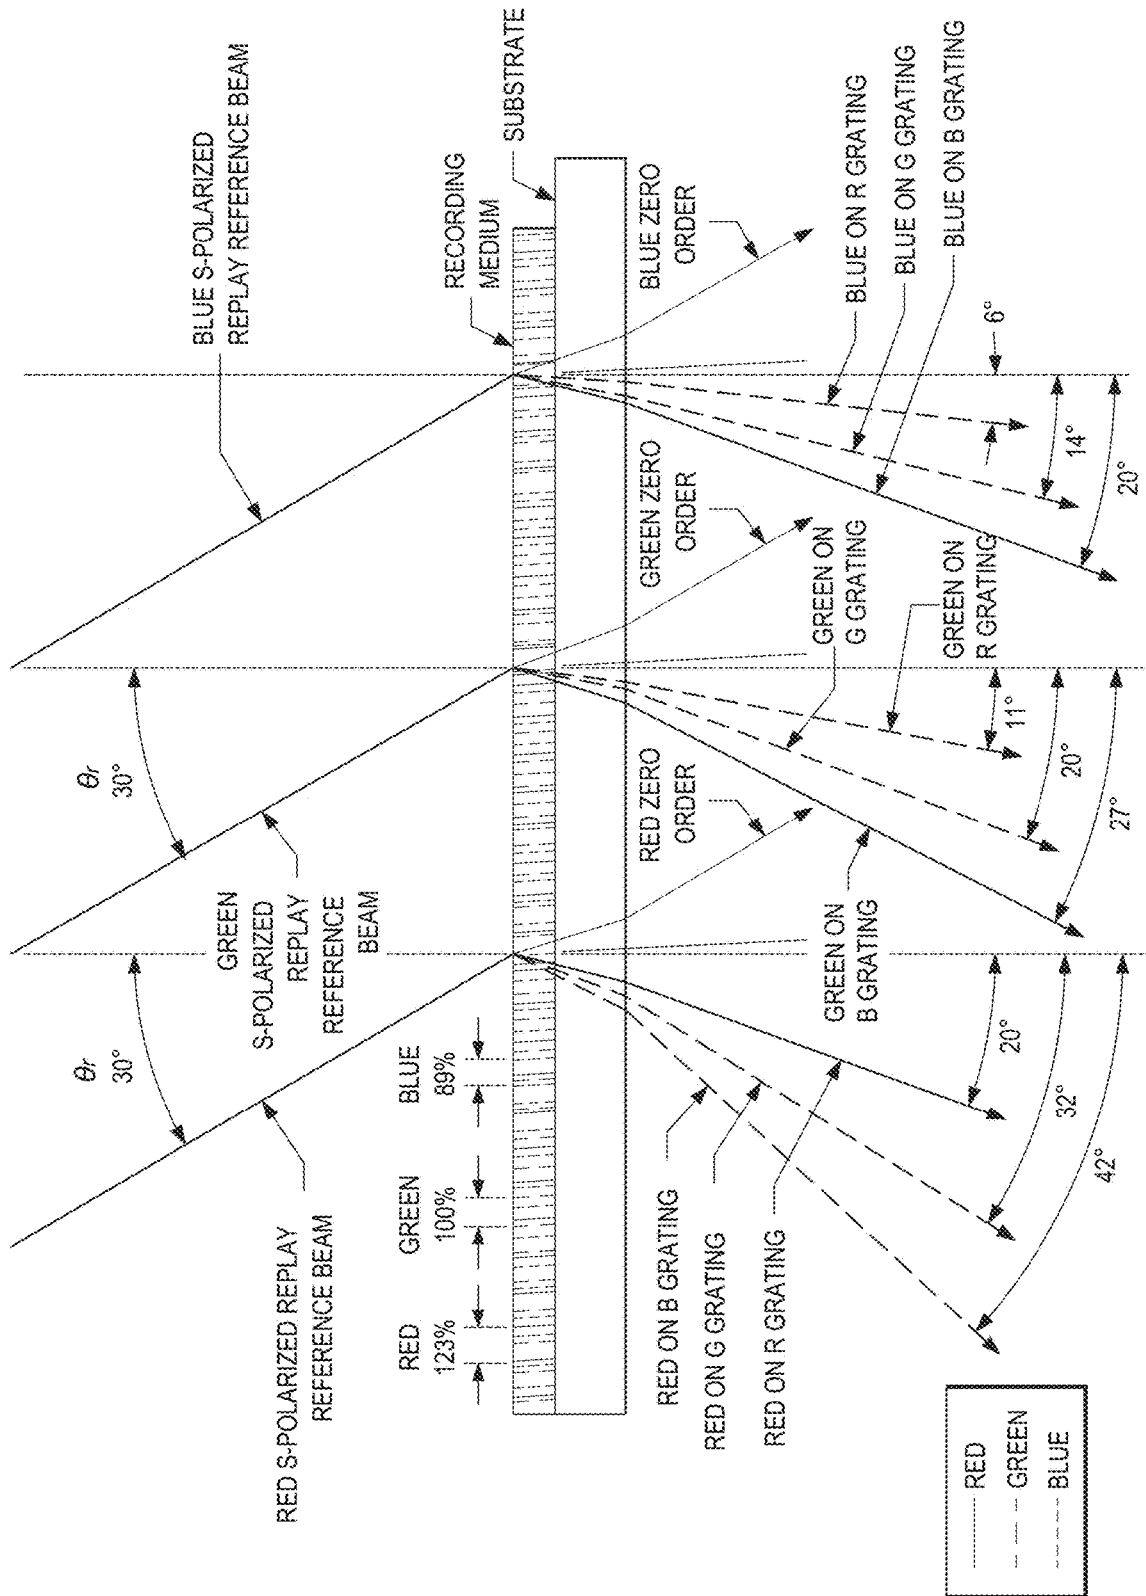 BLUE S-POLARIZED
REPLAY REFERENCE BEAM
SUBSTRATE
RECORDING
MEDIUM
θr
30°
GREEN
S-POLARIZED
REPLAY
REFERENCE
BEAM
θr
30°
RED S-POLARIZED REPLAY
REFERENCE BEAM
RED
123%
GREEN
100%
BLUE
89%
RED ZERO
ORDER
GREEN ZERO
ORDER
BLUE ZERO
ORDER
RED ON B GRATING
RED ON G GRATING
RED ON R GRATING
20°
32°
42°
GREEN ON
B GRATING
GREEN ON
G GRATING
GREEN ON
R GRATING
11°
20°
27°
BLUE ON R GRATING
BLUE ON G GRATING
BLUE ON B GRATING
6°
14°
20°
RED
GREEN
BLUE